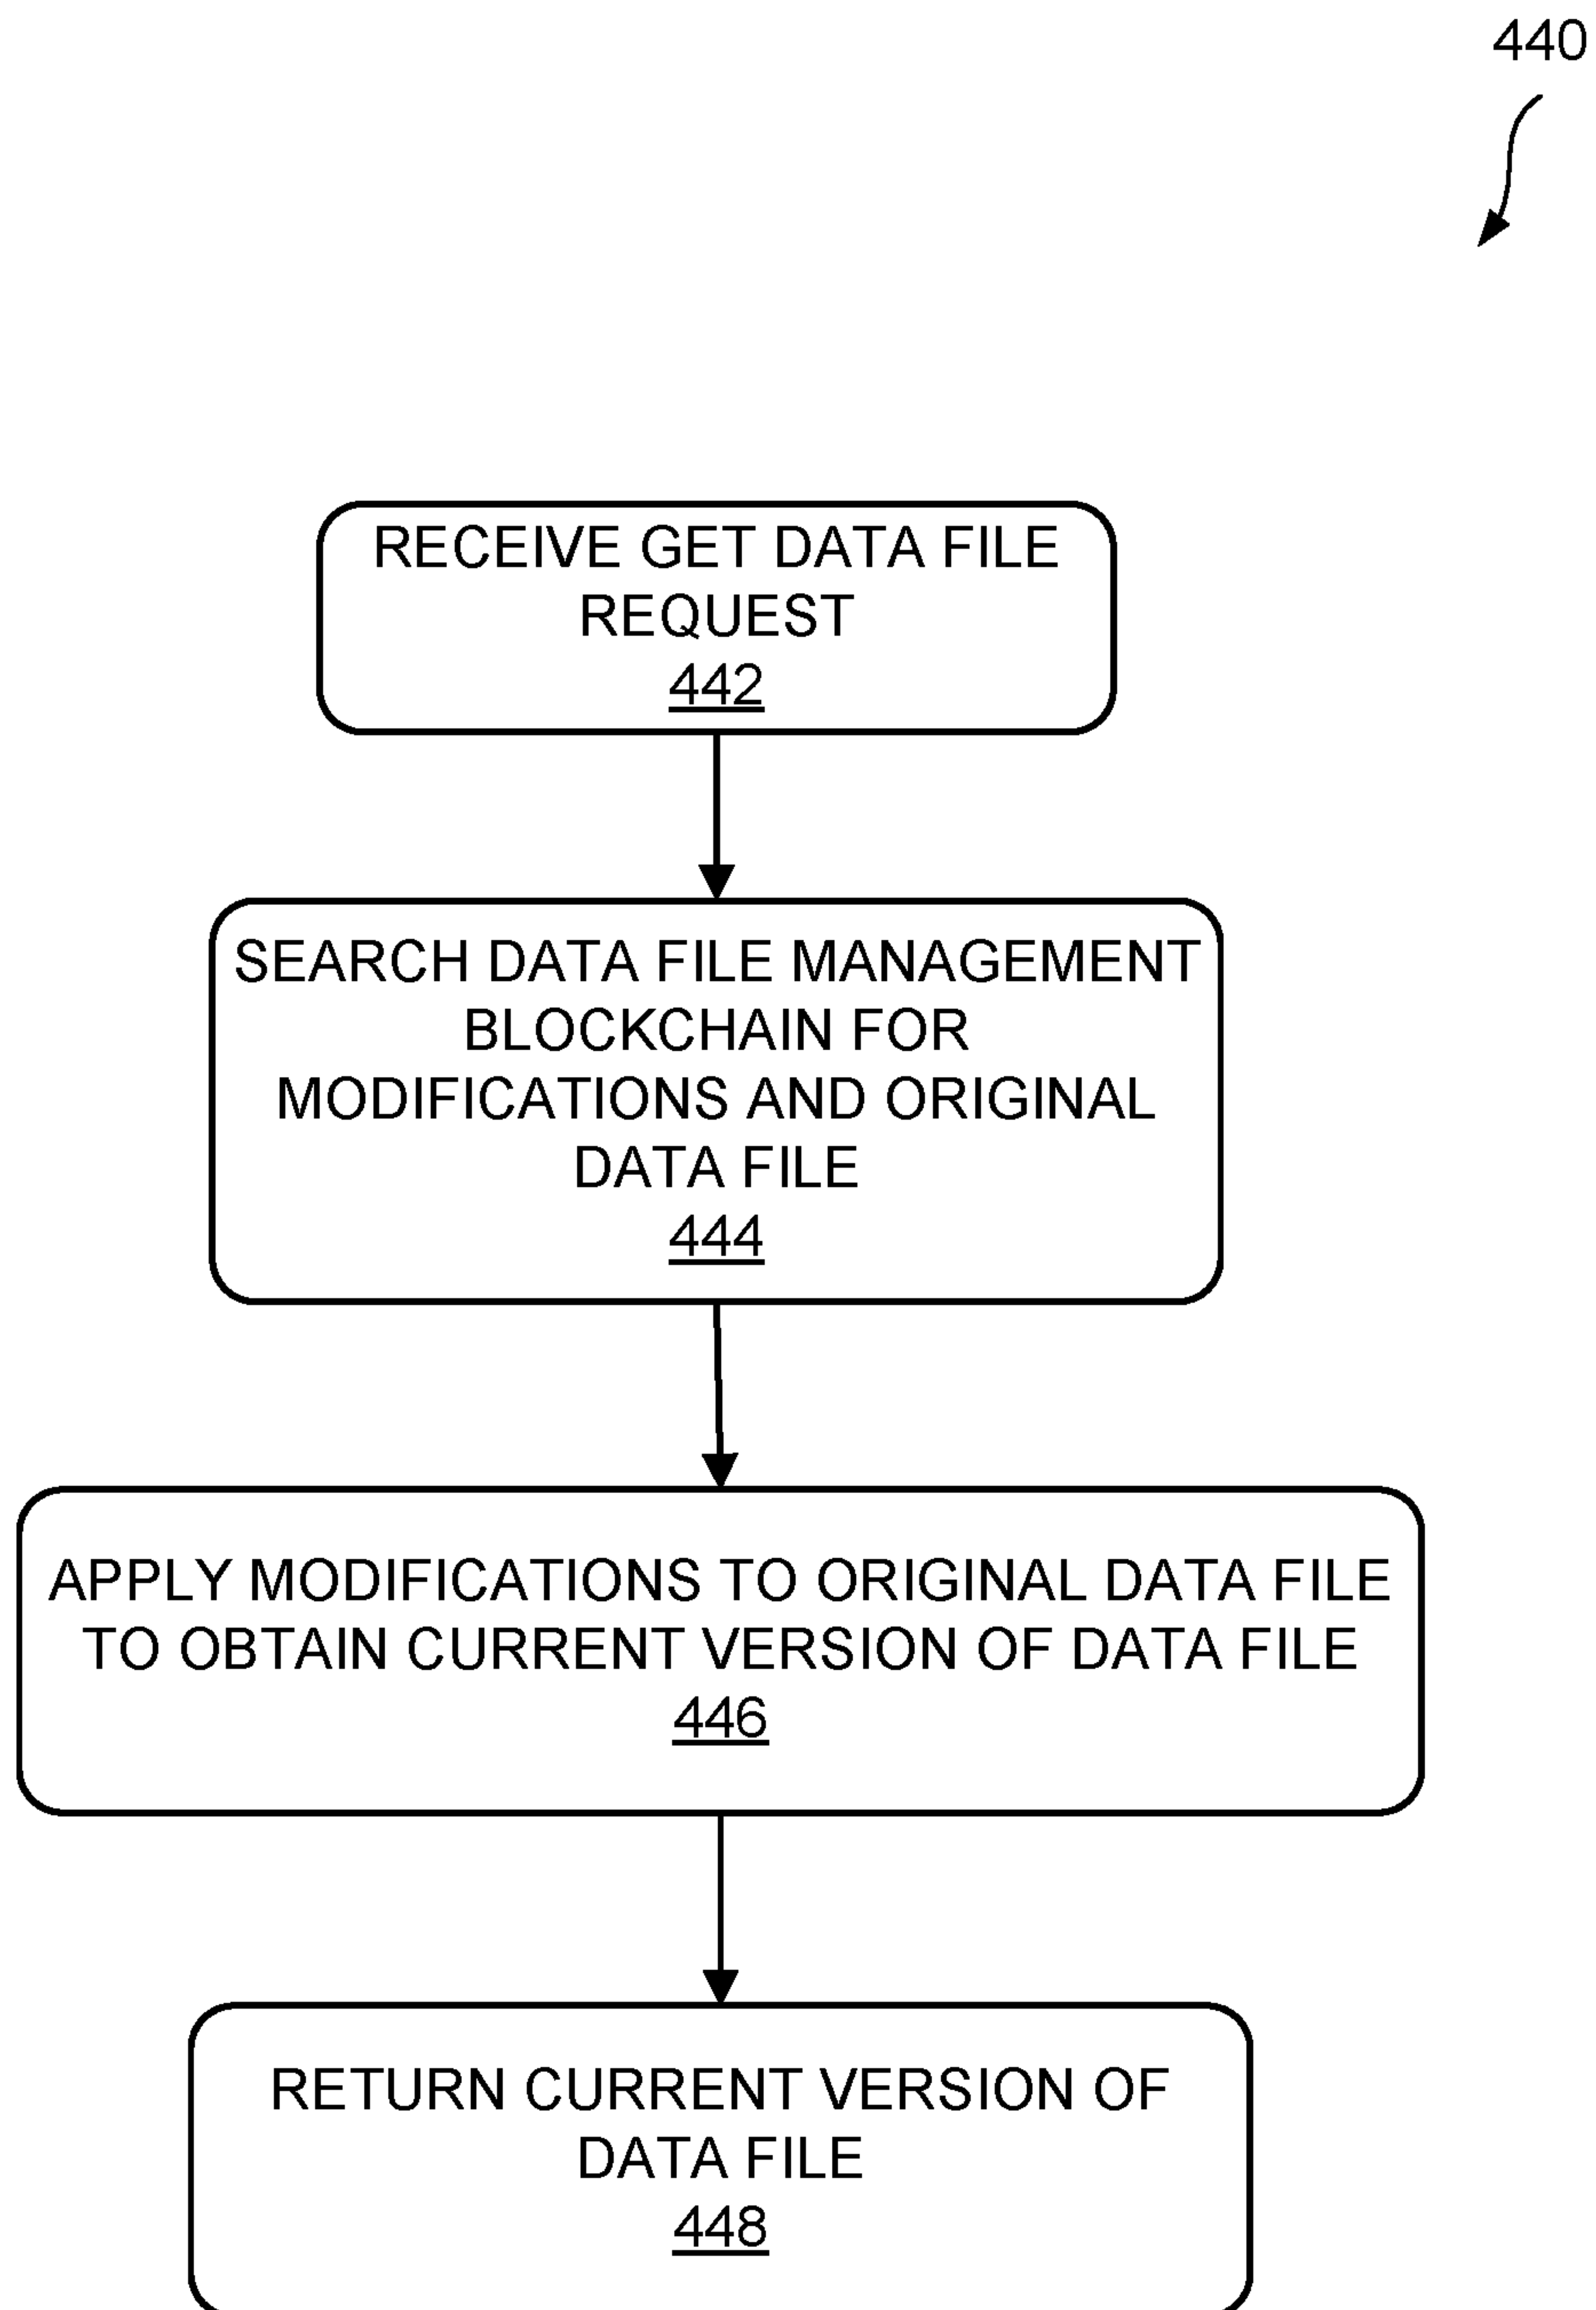 440
RECEIVE GET DATA FILE
REQUEST
442
SEARCH DATA FILE MANAGEMENT
BLOCKCHAIN FOR
MODIFICATIONS AND ORIGINAL
DATA FILE
444
APPLY MODIFICATIONS TO ORIGINAL DATA FILE
TO OBTAIN CURRENT VERSION OF DATA FILE
446
RETURN CURRENT VERSION OF
DATA FILE
448